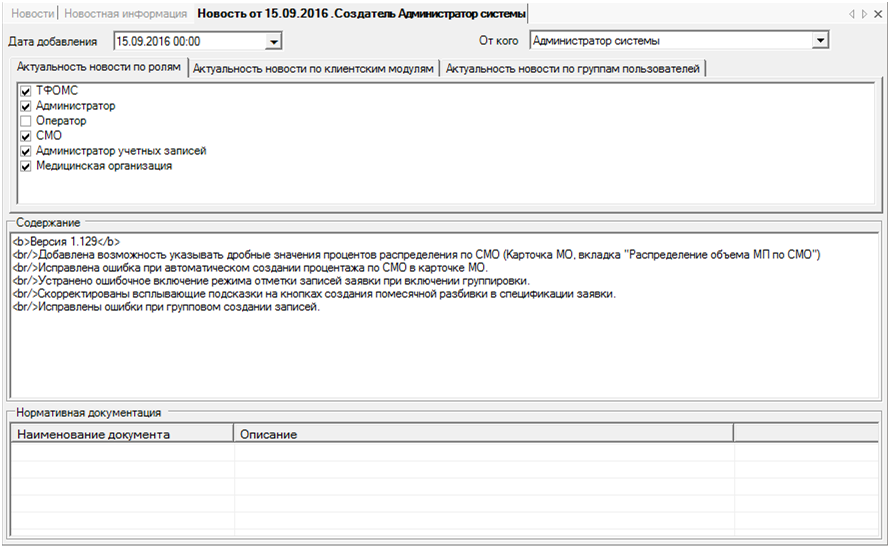 Новости Новостная информация Новость от 15.09.2016 .Создатель Администратор системы
Дата добавления 15.09.2016 00:00 От кого Администратор системы
Актуальность новости по ролям Актуальность новости по клиентским модулям Актуальность новости по группам пользователей
ТФОМС
Администратор
Оператор
СМО
Администратор учетных записей
Медицинская организация
Содержание
<b>Версия 1.129</b>
<br/>Добавлена возможность указывать дробные значения процентов распределения по СМО (Карточка МО, вкладка "Распределение объема МП по СМО")
<br/>Исправлена ошибка при автоматическом создании процентажа по СМО в карточке МО.
<br/>Устранено ошибочное включение режима отметки записей заявки при включении группировки.
<br/>Скорректированы всплывающие подсказки на кнопках создания помесячной разбивки в спецификации заявки.
<br/>Исправлены ошибки при групповом создании записей.
Нормативная документация
Наименование документа Описание